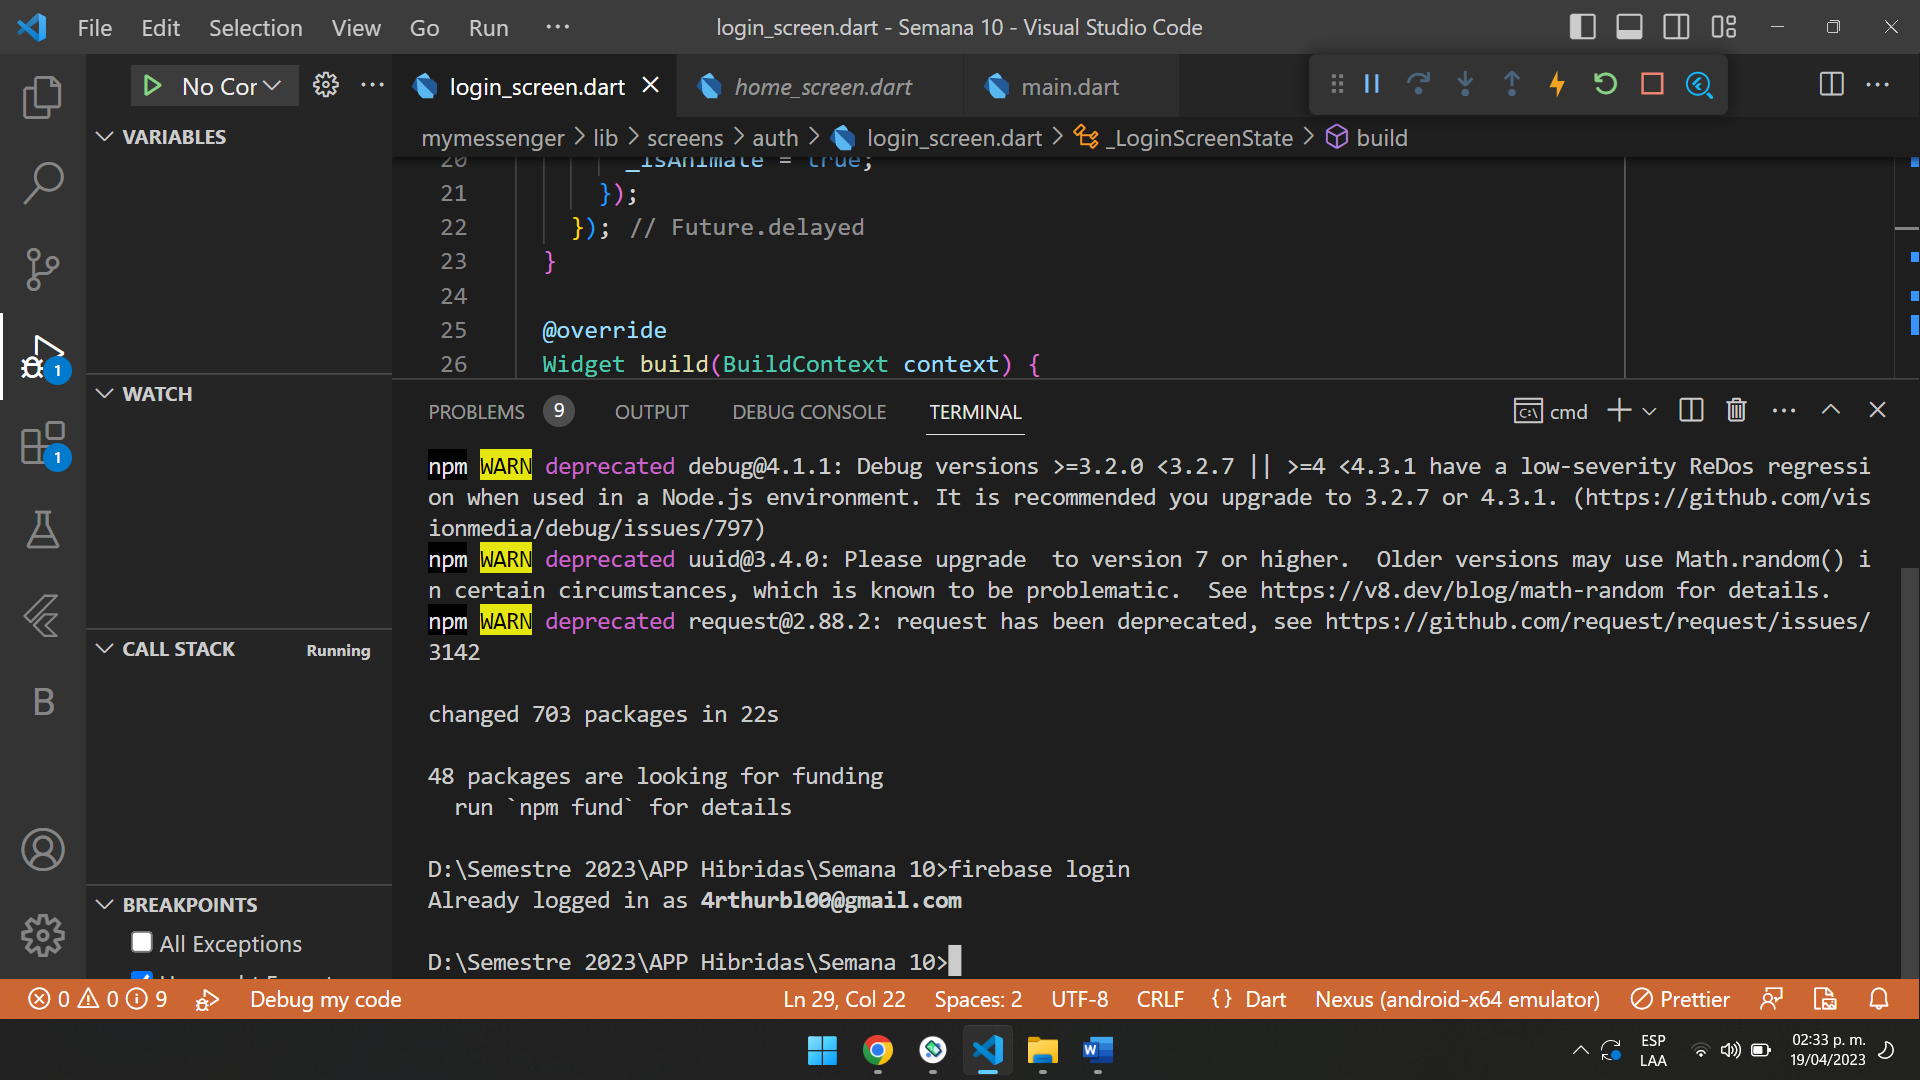 File Edit Selection View Go Run ··· login_screen.dart - Semana 10 - Visual Studio Code
No Cor
login_screen.dart home_screen.dart main.dart
mymessenger > lib > screens > auth > login_screen.dart > _LoginScreenState > build
VARIABLES
WATCH
CALL STACK Running
BREAKPOINTS
All Exceptions
1
1
B
20 _isAnimate = true;
21 });
22 }); // Future.delayed
23 }
24
25 @override
26 Widget build(BuildContext context) {
PROBLEMS 9 OUTPUT DEBUG CONSOLE TERMINAL cmd
npm WARN deprecated debug@4.1.1: Debug versions >=3.2.0 <3.2.7 || >=4 <4.3.1 have a low-severity ReDos regressi
on when used in a Node.js environment. It is recommended you upgrade to 3.2.7 or 4.3.1. (https://github.com/vis
ionmedia/debug/issues/797)
npm WARN deprecated uuid@3.4.0: Please upgrade  to version 7 or higher.  Older versions may use Math.random() i
n certain circumstances, which is known to be problematic.  See https://v8.dev/blog/math-random for details.
npm WARN deprecated request@2.88.2: request has been deprecated, see https://github.com/request/request/issues/
3142
changed 703 packages in 22s
48 packages are looking for funding
run `npm fund` for details
D:\Semestre 2023\APP Hibridas\Semana 10>firebase login
Already logged in as 4rthurbl00@gmail.com
D:\Semestre 2023\APP Hibridas\Semana 10>
0 0 9 Debug my code Ln 29, Col 22 Spaces: 2 UTF-8 CRLF {} Dart Nexus (android-x64 emulator) Prettier
ESP
LAA
02:33 p. m.
19/04/2023